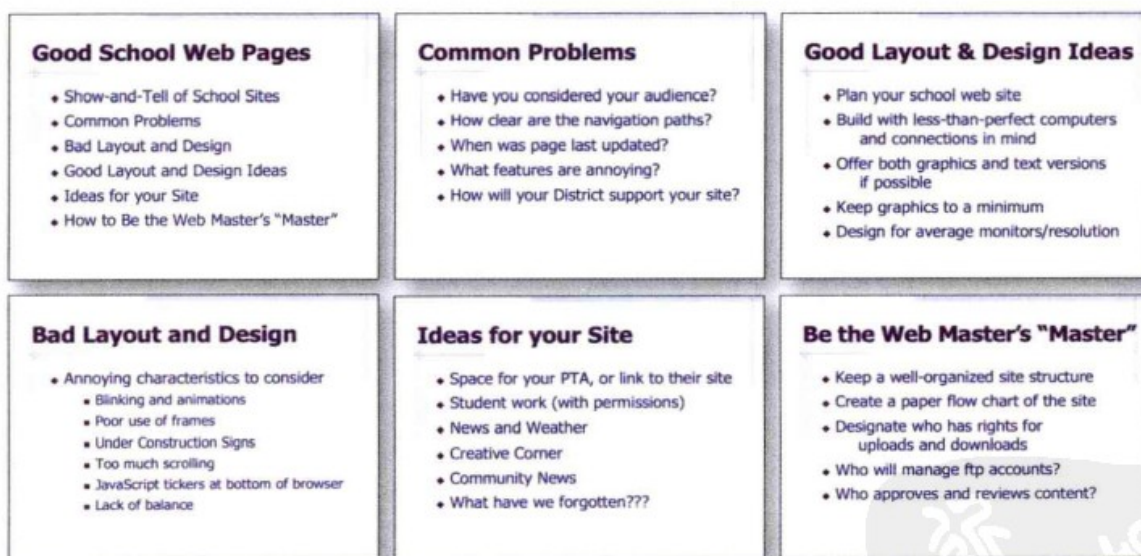 Good School Web Pages
Show-and-Tell of School Sites
Common Problems
Bad Layout and Design
Good Layout and Design Ideas
Ideas for your Site
How to Be the Web Master's "Master"
Common Problems
Have you considered your audience?
How clear are the navigation paths?
When was page last updated?
What features are annoying?
How will your District support your site?
Good Layout & Design Ideas
Plan your school web site
Build with less-than-perfect computers
and connections in mind
Offer both graphics and text versions
if possible
Keep graphics to a minimum
Design for average monitors/resolution
Bad Layout and Design
Annoying characteristics to consider
Blinking and animations
Poor use of frames
Under Construction Signs
Too much scrolling
JavaScript tickers at bottom of browser
Lack of balance
Ideas for your Site
Space for your PTA, or link to their site
Student work (with permissions)
News and Weather
Creative Corner
Community News
What have we forgotten???
Be the Web Master's "Master"
Keep a well-organized site structure
Create a paper flow chart of the site
Designate who has rights for
uploads and downloads
Who will manage ftp accounts?
Who approves and reviews content?